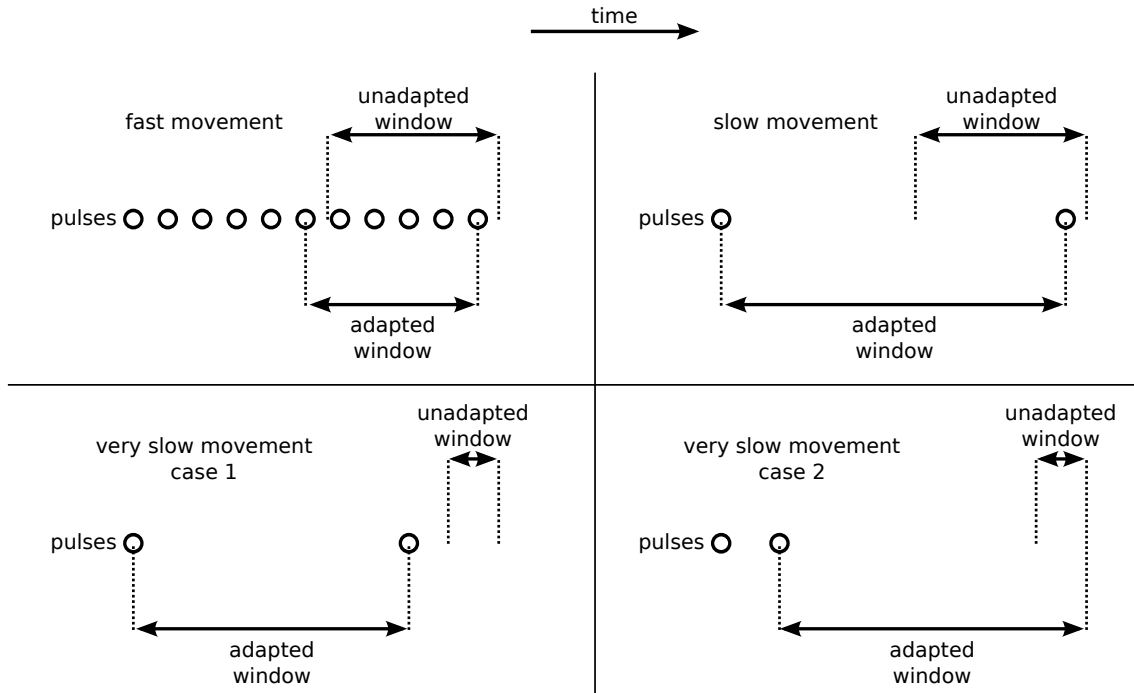 time
fast movement
unadapted
window
pulses
adapted
window
slow movement
unadapted
window
adapted
window
very slow movement
case 1
unadapted
window
pulses
adapted
window
very slow movement
case 2
unadapted
window
pulses
adapted
window